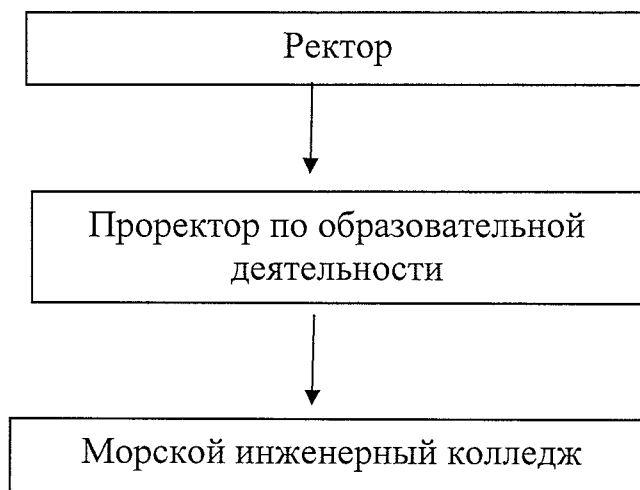 Ректор
Проректор по образовательной
деятельности
Морской инженерный колледж